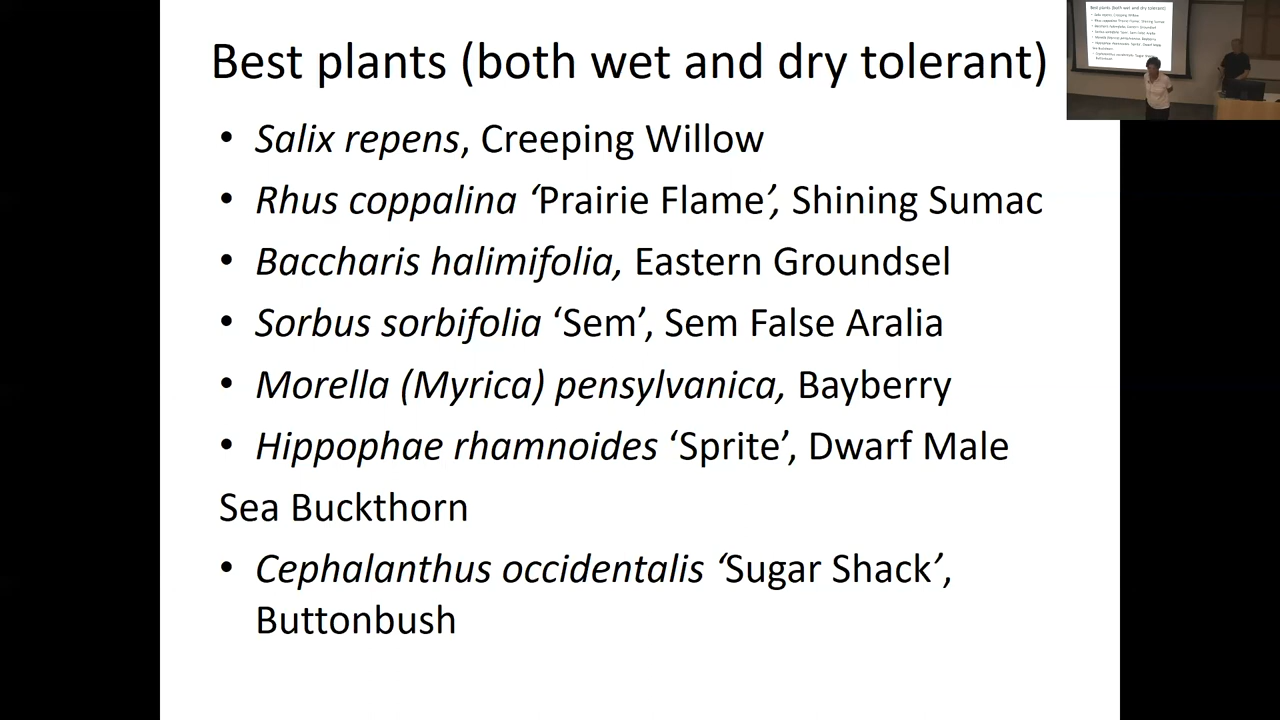 Best plants (both wet and dry tolerant)
• Salix repens, Creeping Willow
• Rhus coppalina ‘Prairie Flame’, Shining Sumac
• Baccharis halimifolia, Eastern Groundsel
• Sorbus sorbifolia ‘Sem’, Sem False Aralia
• Morella (Myrica) pensylvanica, Bayberry
• Hippophae rhamnoides ‘Sprite’, Dwarf Male
Sea Buckthorn
• Cephalanthus occidentalis ‘Sugar Shack’,
Buttonbush